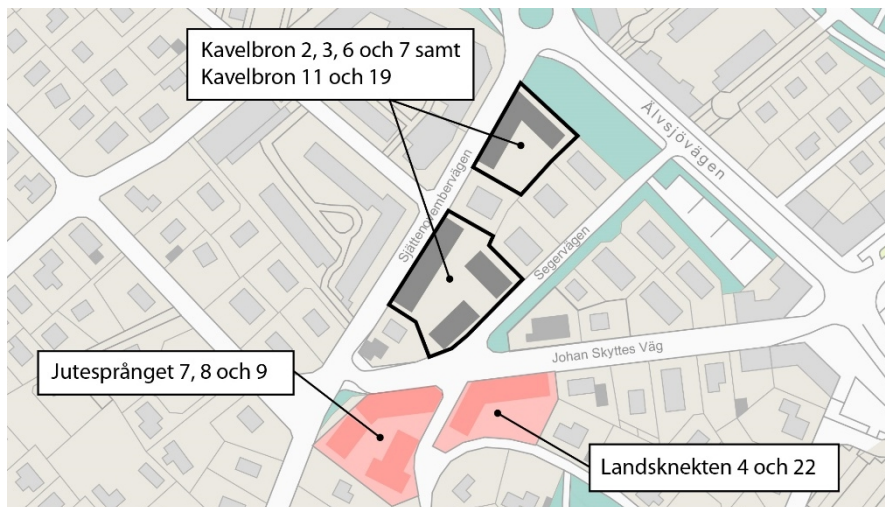 Kavelbron 2, 3, 6 och 7 samt
Kavelbron 11 och 19
Älvsjövägen
Sjättenovembervägen
Segervägen
Johan Skyttes Väg
Jutesprånget 7, 8 och 9
Landsknekten 4 och 22